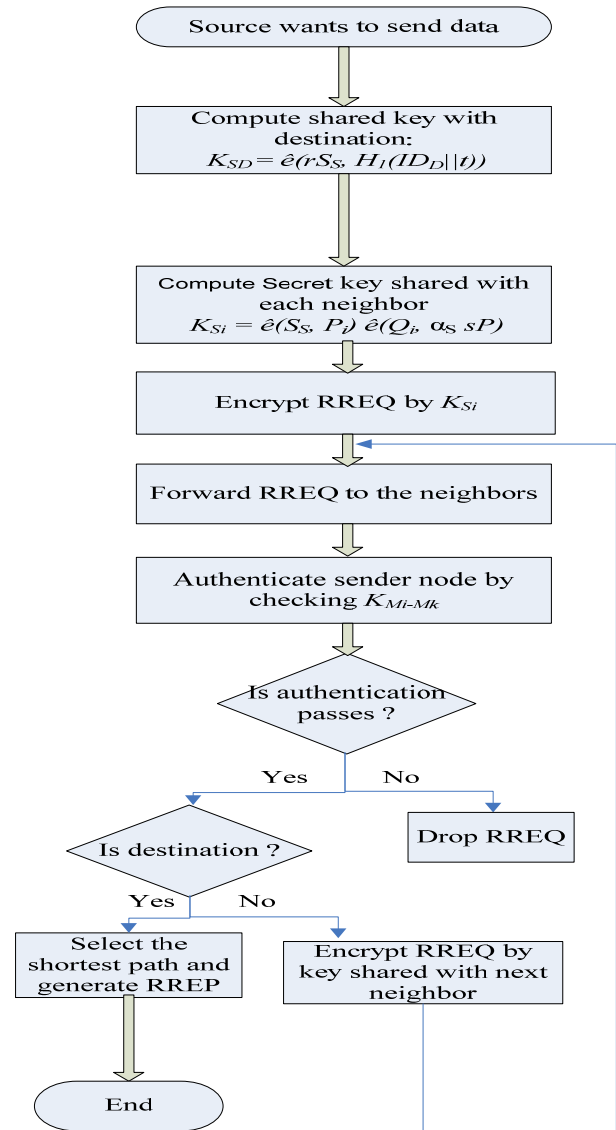 Source wants to send data
Compute shared key with
destination:
K_SD = ê(rS_S, H_1(ID_D||t))
Compute Secret key shared with
each neighbor
K_Si = ê(S_S, P_i) ê(Q_i, α_S sP)
Encrypt RREQ by K_Si
Forward RREQ to the neighbors
Authenticate sender node by
checking K_Mi-Mk
Is authentication
passes ?
Yes
No
Drop RREQ
Is destination ?
Yes
No
Select the
shortest path and
generate RREP
Encrypt RREQ by
key shared with next
neighbor
End